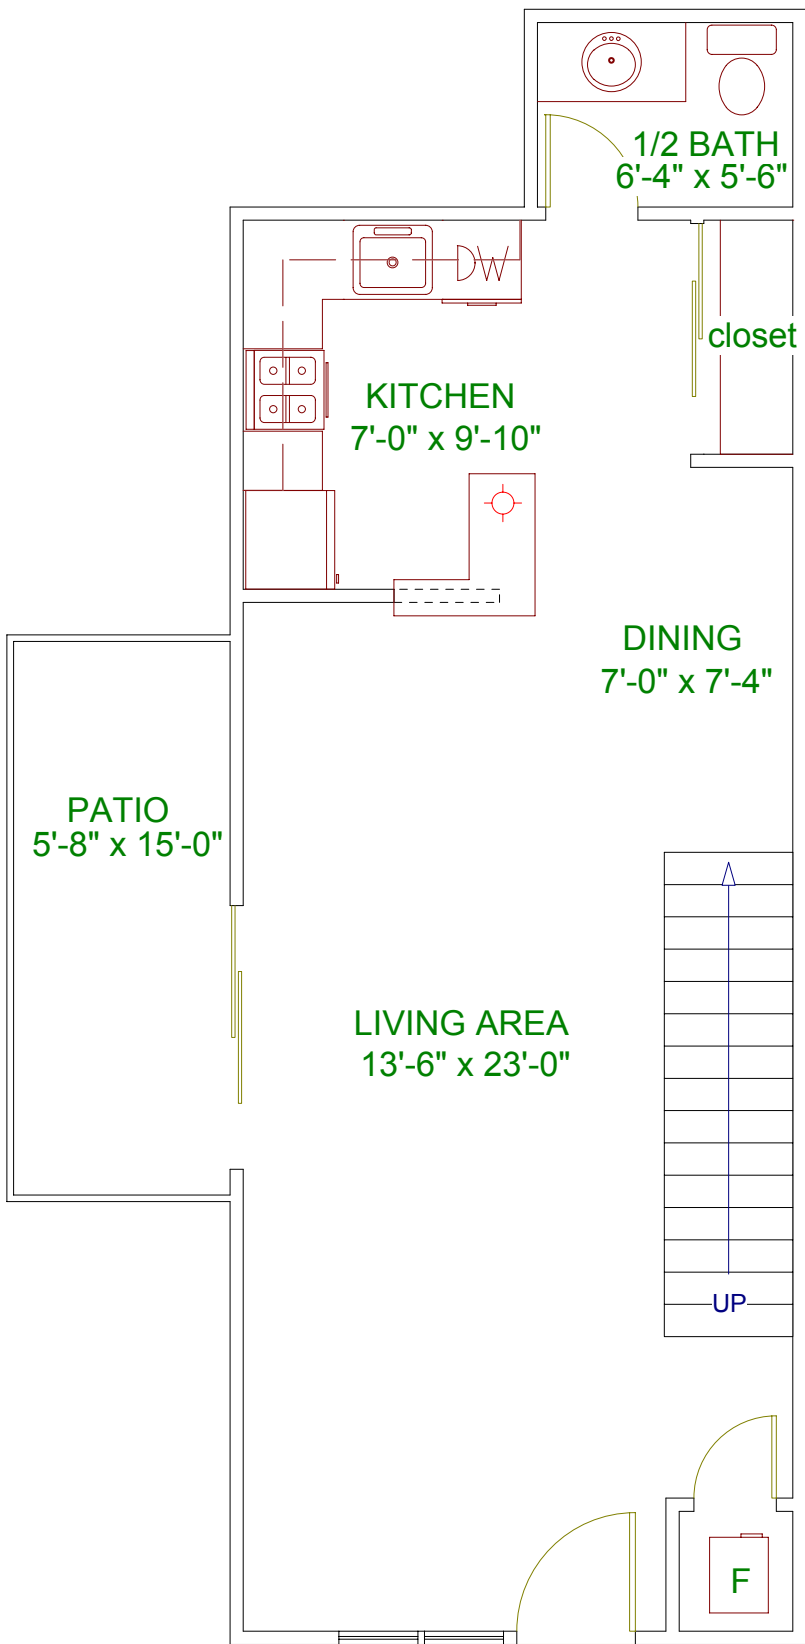 1/2 BATH
6'-4" x 5'-6"
DW
closet
KITCHEN
7'-0" x 9'-10"
DINING
7'-0" x 7'-4"
PATIO
5'-8" x 15'-0"
LIVING AREA
13'-6" x 23'-0"
UP
F